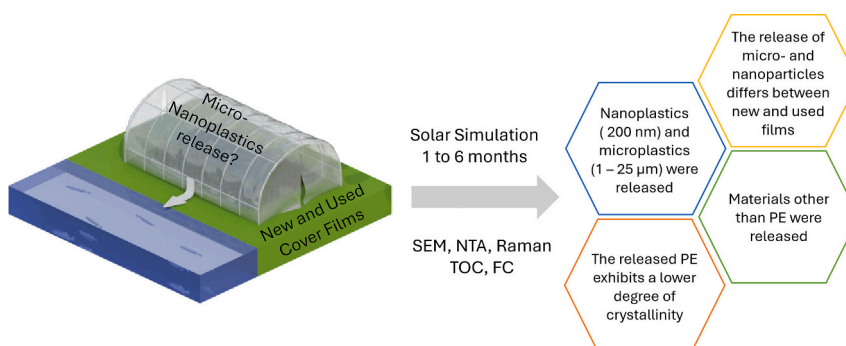 Micro-
Nanoplastics
release?
New and Used
Cover Films
Solar Simulation
1 to 6 months
SEM, NTA, Raman
TOC, FC
Nanoplastics
( 200 nm) and
microplastics
(1 – 25 μm) were
released
The release of
micro- and
nanoparticles
differs between
new and used
films
Materials other
than PE were
released
The released PE
exhibits a lower
degree of
crystallinity